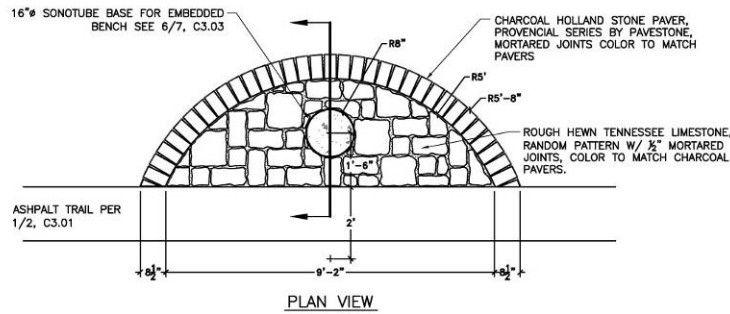 16"ø SONOTUBE BASE FOR EMBEDDED
BENCH SEE 6/7, C3.03
R8"
CHARCOAL HOLLAND STONE PAVER,
PROVENCIAL SERIES BY PAVESTONE,
MORTARED JOINTS COLOR TO MATCH
PAVERS
R5'
R5'-8"
ROUGH HEWN TENNESSEE LIMESTONE,
RANDOM PATTERN W/ ½" MORTARED
JOINTS, COLOR TO MATCH CHARCOAL
PAVERS.
1'-6"
ASHPALT TRAIL PER
1/2, C3.01
2'
8½"
9'-2"
8½"
PLAN VIEW